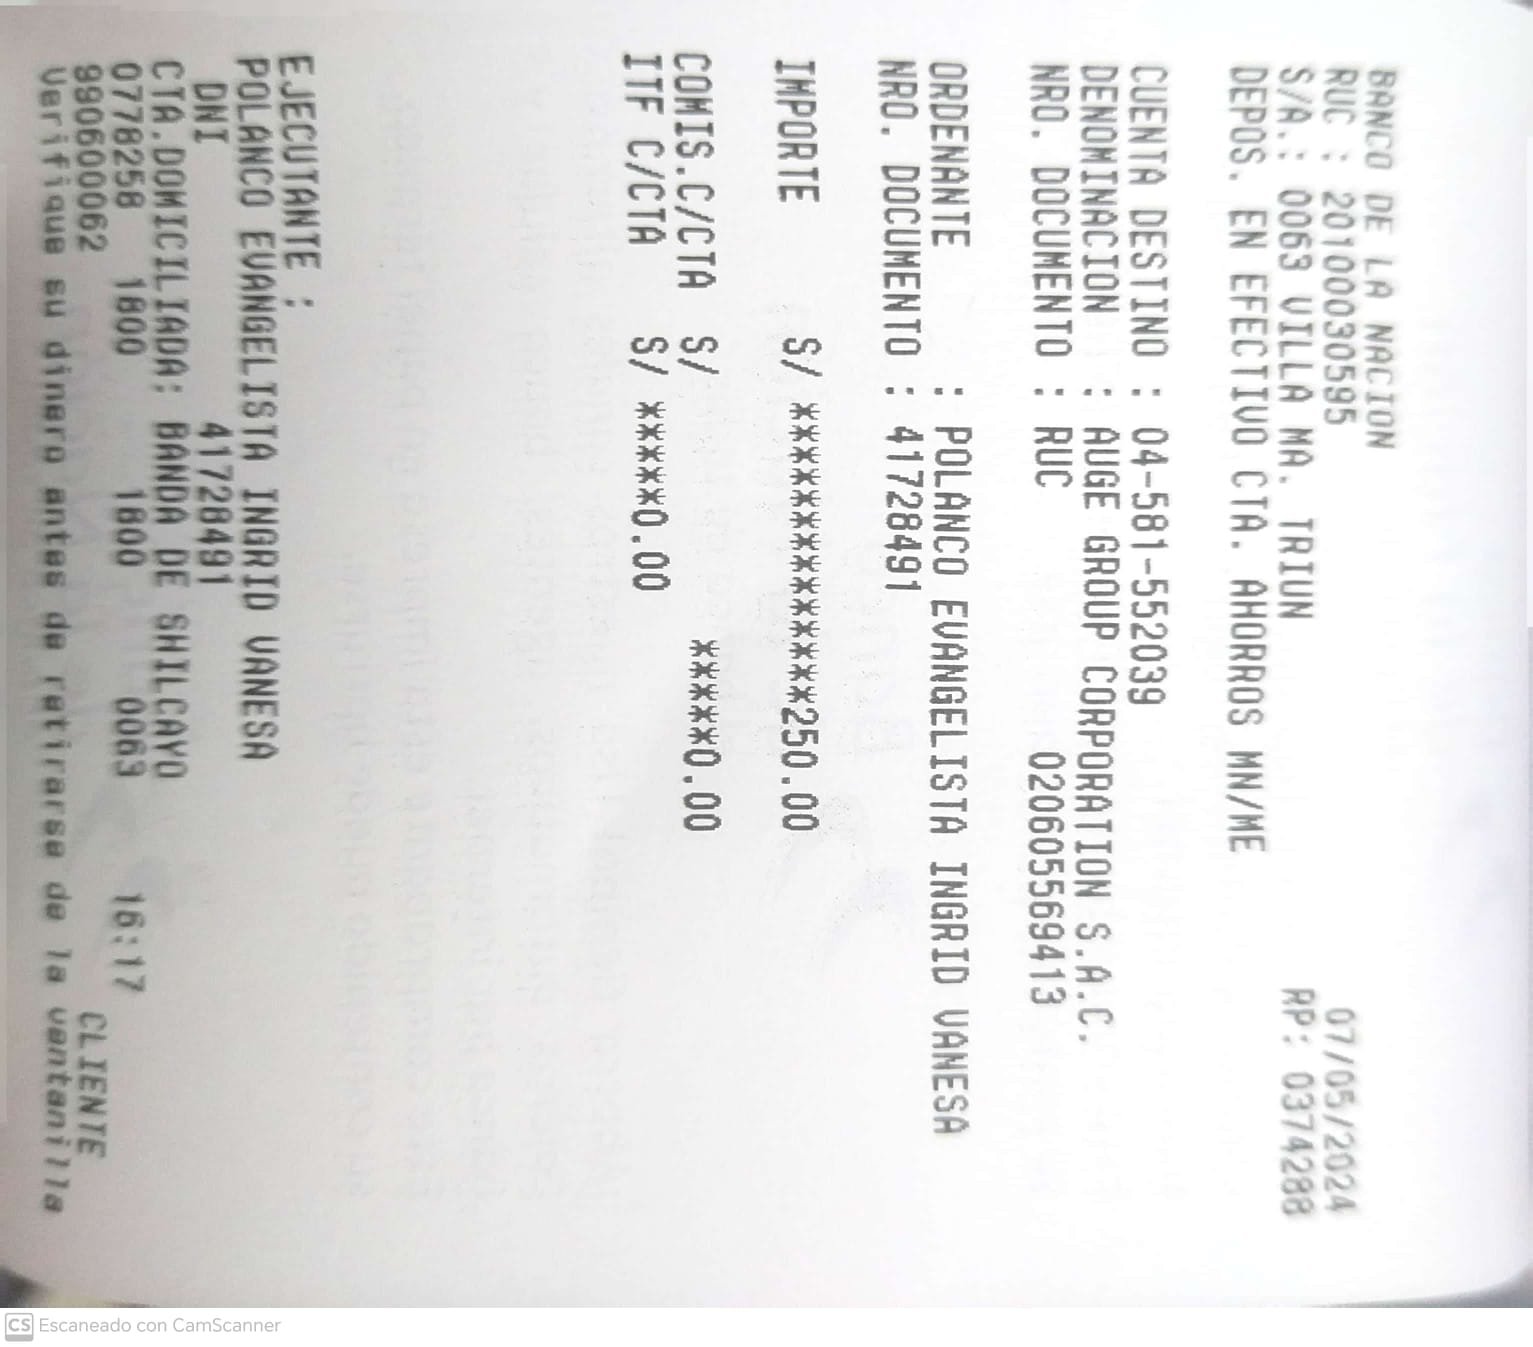 BANCO DE LA NACION
RUC : 20100030595 07/05/2024
S/A.: 0063 VILLA MA. TRIUN RP: 0374288
DEPOS. EN EFECTIVO CTA. AHORROS MN/ME
CUENTA DESTINO : 04-581-552039
DENOMINACION : AUGE GROUP CORPORATION S.A.C.
NRO. DOCUMENTO : RUC 020605569413
ORDENANTE : POLANCO EVANGELISTA INGRID VANESA
NRO. DOCUMENTO : 41728491
IMPORTE S/ **************250.00
COMIS.C/CTA S/ *****0.00
ITF C/CTA S/ *****0.00
EJECUTANTE :
POLANCO EVANGELISTA INGRID VANESA
DNI 41728491
CTA.DOMICILIADA: BANDA DE SHILCAYO
07782S8 1800 1800 0063 16:17
990600062 CLIENTE
Verifique su dinero antes de retirarse de la ventanilla
CS Escaneado con CamScanner